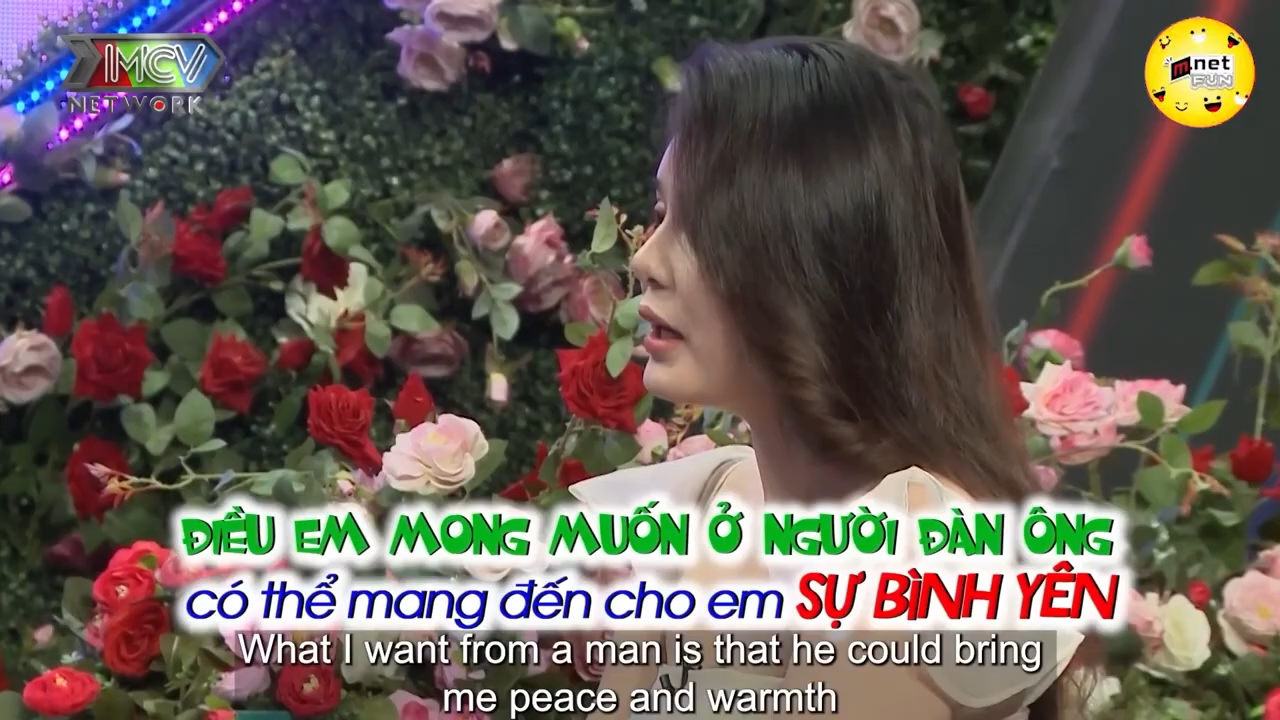 MCV
NETWORK
mnet
FUN
ĐIỀU EM MONG MUỐN Ở NGƯỜI ĐÀN ÔNG
có thể mang đến cho em SỰ BÌNH YÊN
What I want from a man is that he could bring
me peace and warmth